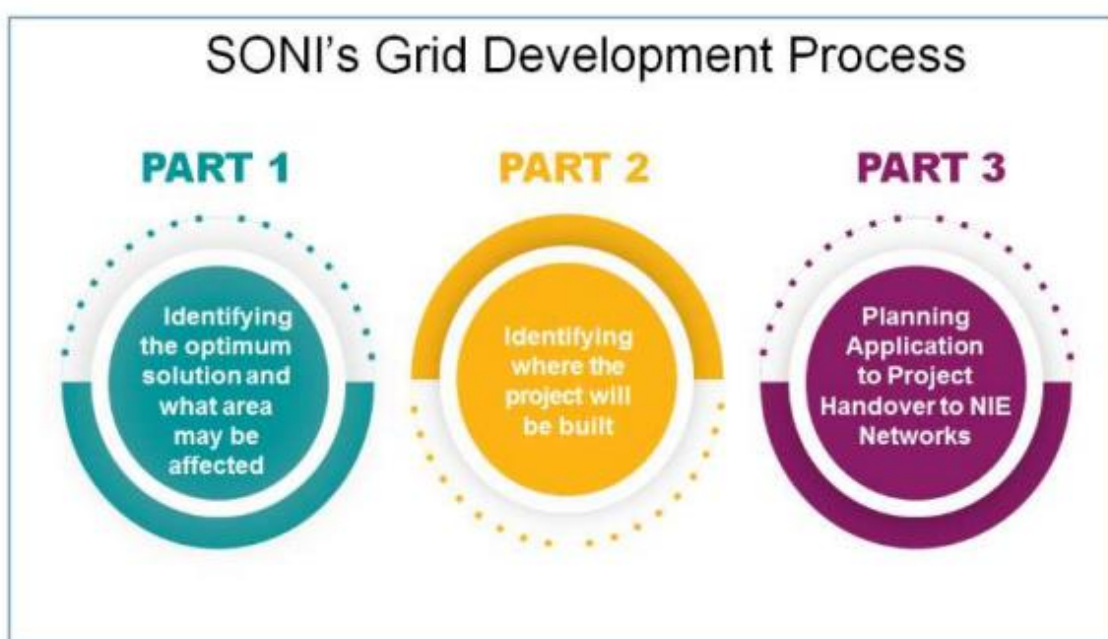 SONI's Grid Development Process
PART 1
Identifying
the optimum
solution and
what area
may be
affected
PART 2
Identifying
where the
project will
be built
PART 3
Planning
Application
to Project
Handover to NIE
Networks